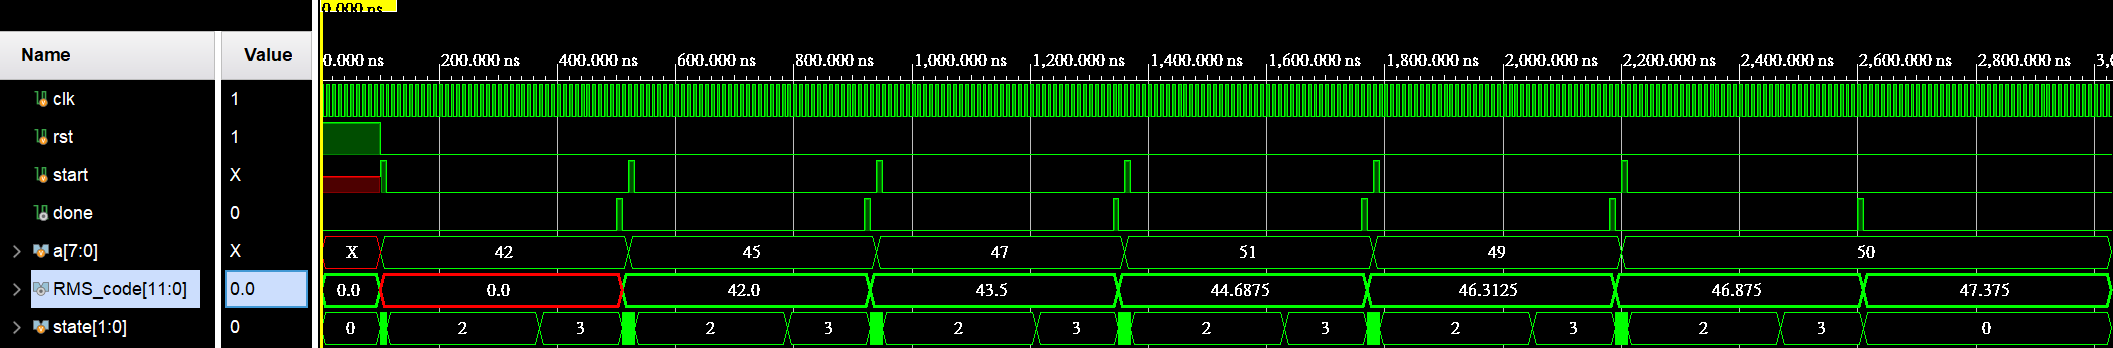 0.000 ns
Name Value
0.000 ns 200.000 ns 400.000 ns 600.000 ns 800.000 ns 1,000.000 ns 1,200.000 ns 1,400.000 ns 1,600.000 ns 1,800.000 ns 2,000.000 ns 2,200.000 ns 2,400.000 ns 2,600.000 ns 2,800.000 ns
clk 1
rst 1
start X
done 0
a[7:0] X X 42 45 47 51 49 50
RMS_code[11:0] 0.0 0.0 0.0 42.0 43.5 44.6875 46.3125 46.875 47.375
state[1:0] 0 0 2 3 2 3 2 3 2 3 2 3 2 3 0